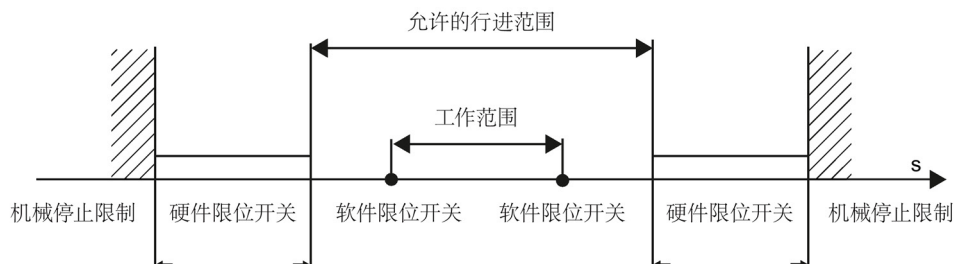 允许的行进范围
工作范围
S
机械停止限制 硬件限位开关 软件限位开关 软件限位开关 硬件限位开关 机械停止限制